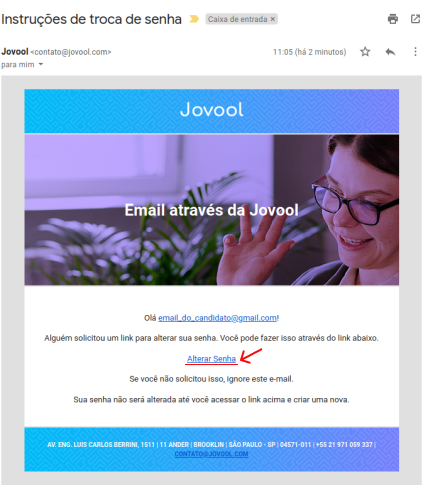 Instruções de troca de senha Caixa de entrada ×
Jovool <contato@jovool.com> 11:05 (há 2 minutos)
para mim
Jovool
Email através da Jovool
Olá email_do_candidato@gmail.com!
Alguém solicitou um link para alterar sua senha. Você pode fazer isso através do link abaixo.
Alterar Senha
Se você não solicitou isso, ignore este e-mail.
Sua senha não será alterada até você acessar o link acima e criar uma nova.
AV. ENG. LUIS CARLOS BERRINI, 1511 | 11 ANDER | BROOKLIN | SÃO PAULO - SP | 04571-011 | +55 21 971 059 337 |
CONTATO@JOVOOL.COM